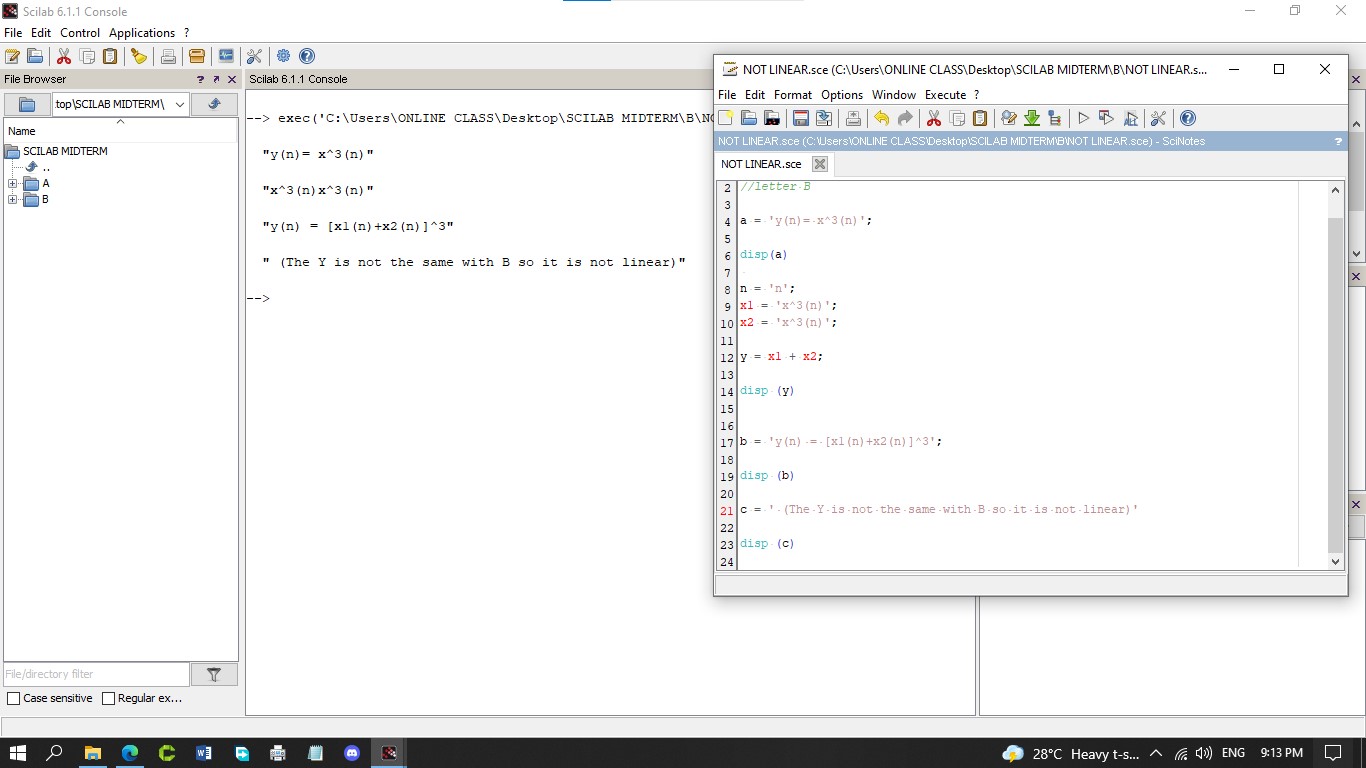 Scilab 6.1.1 Console
File Edit Control Applications ?
File Browser ? 
top\SCILAB MIDTERM\
Name
SCILAB MIDTERM
..
A
B
File/directory filter
Case sensitive Regular ex...
Scilab 6.1.1 Console
--> exec('C:\Users\ONLINE CLASS\Desktop\SCILAB MIDTERM\B\NO
"y(n)= x^3(n)"
"x^3(n)x^3(n)"
"y(n) = [x1(n)+x2(n)]^3"
" (The Y is not the same with B so it is not linear)"
-->
NOT LINEAR.sce (C:\Users\ONLINE CLASS\Desktop\SCILAB MIDTERM\B\NOT LINEAR.s...
File Edit Format Options Window Execute ?
NOT LINEAR.sce (C:\Users\ONLINE CLASS\Desktop\SCILAB MIDTERM\B\NOT LINEAR.sce) - SciNotes ?
NOT LINEAR.sce
2 //letter B
3
4 a = 'y(n)= x^3(n)';
5
6 disp(a)
7
8 n = 'n';
9 x1 = 'x^3(n)';
10 x2 = 'x^3(n)';
11
12 y = x1 + x2;
13
14 disp (y)
15
16
17 b = 'y(n) = [x1(n)+x2(n)]^3';
18
19 disp (b)
20
21 c = ' (The Y is not the same with B so it is not linear)'
22
23 disp (c)
24
28°C Heavy t-s... ENG 9:13 PM